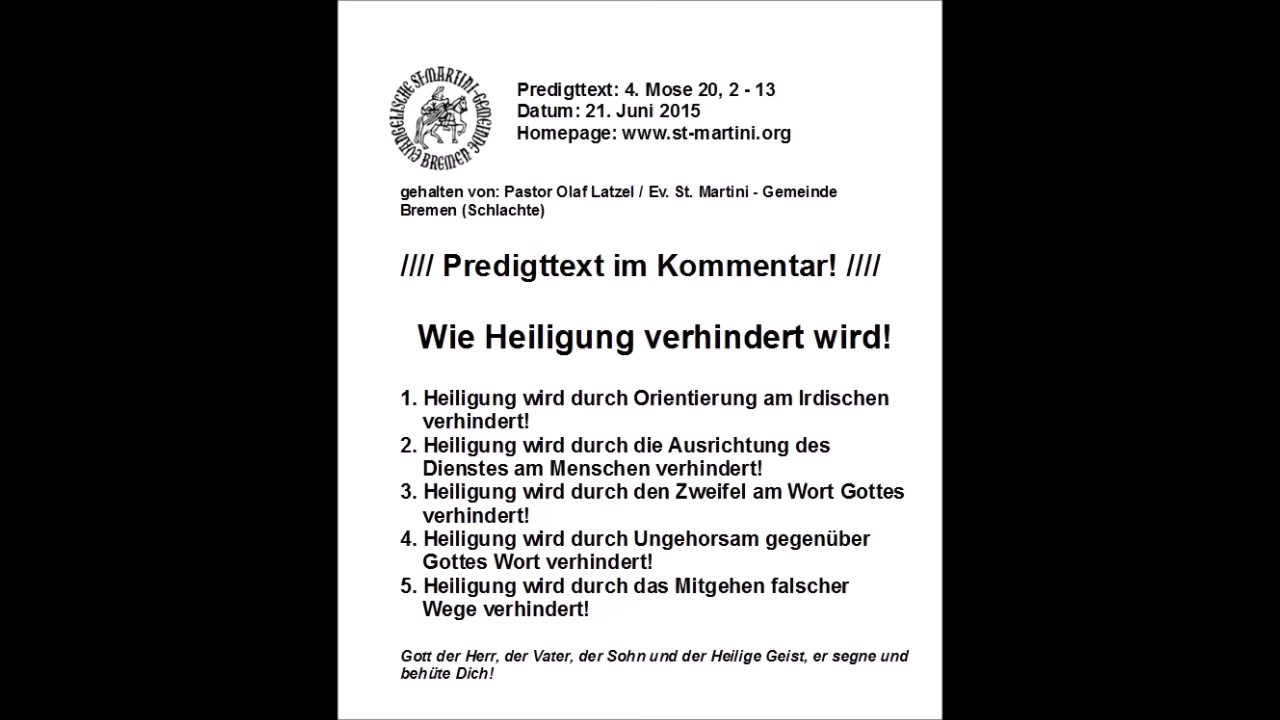 EVANGELISCHE ST-MARTINI-GEMEINDE BREMEN
Predigttext: 4. Mose 20, 2 - 13
Datum: 21. Juni 2015
Homepage: www.st-martini.org
gehalten von: Pastor Olaf Latzel / Ev. St. Martini - Gemeinde
Bremen (Schlachte)
//// Predigttext im Kommentar! ////
Wie Heiligung verhindert wird!
1. Heiligung wird durch Orientierung am Irdischen
verhindert!
2. Heiligung wird durch die Ausrichtung des
Dienstes am Menschen verhindert!
3. Heiligung wird durch den Zweifel am Wort Gottes
verhindert!
4. Heiligung wird durch Ungehorsam gegenüber
Gottes Wort verhindert!
5. Heiligung wird durch das Mitgehen falscher
Wege verhindert!
Gott der Herr, der Vater, der Sohn und der Heilige Geist, er segne und
behüte Dich!